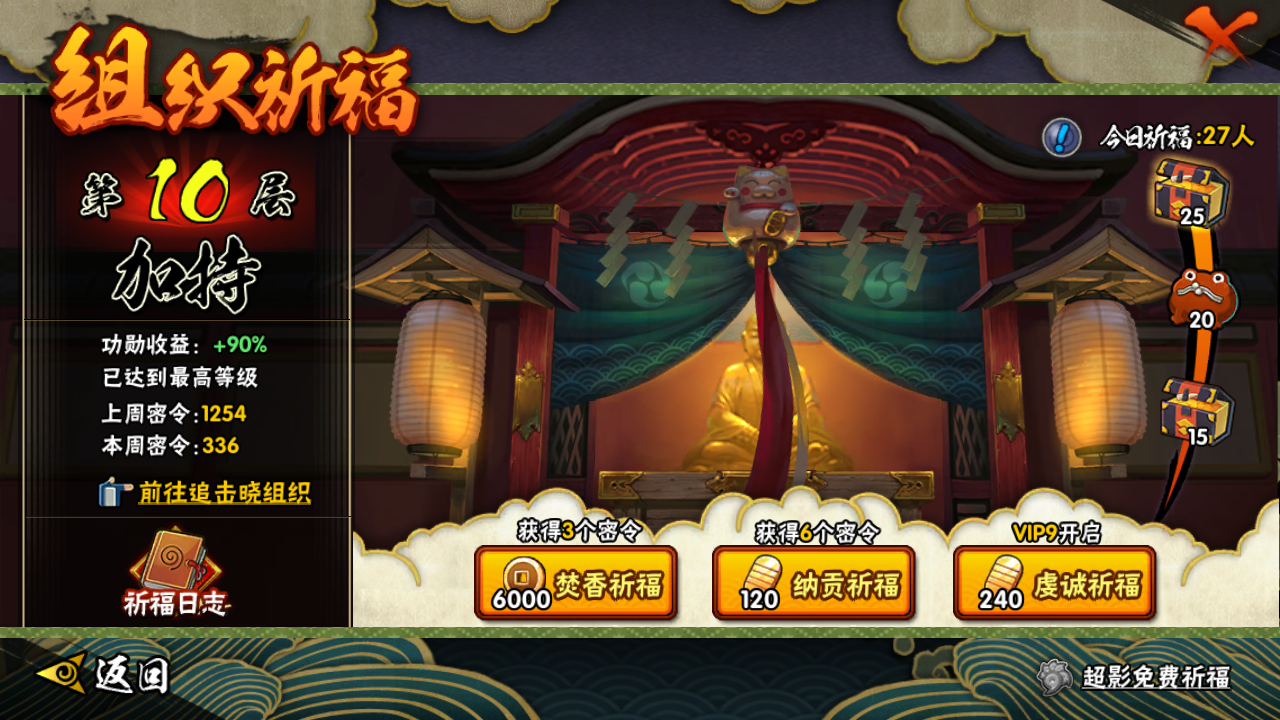 组织祈福
第10层
加持
功勋收益：+90%
已达到最高等级
上周密令:1254
本周密令:336
前往追击晓组织
祈福日志
今日祈福:27人
25
20
15
获得3个密令
6000 焚香祈福
获得6个密令
120 纳贡祈福
VIP9开启
240 虔诚祈福
返回
超影免费祈福